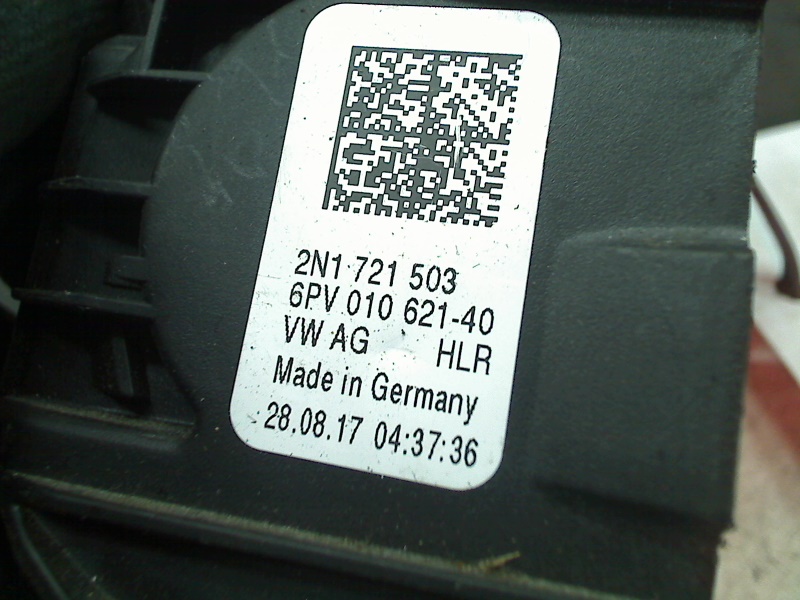 2N1 721 503
6PV 010 621-40
VW AG HLR
Made in Germany
28.08.17 04:37:36